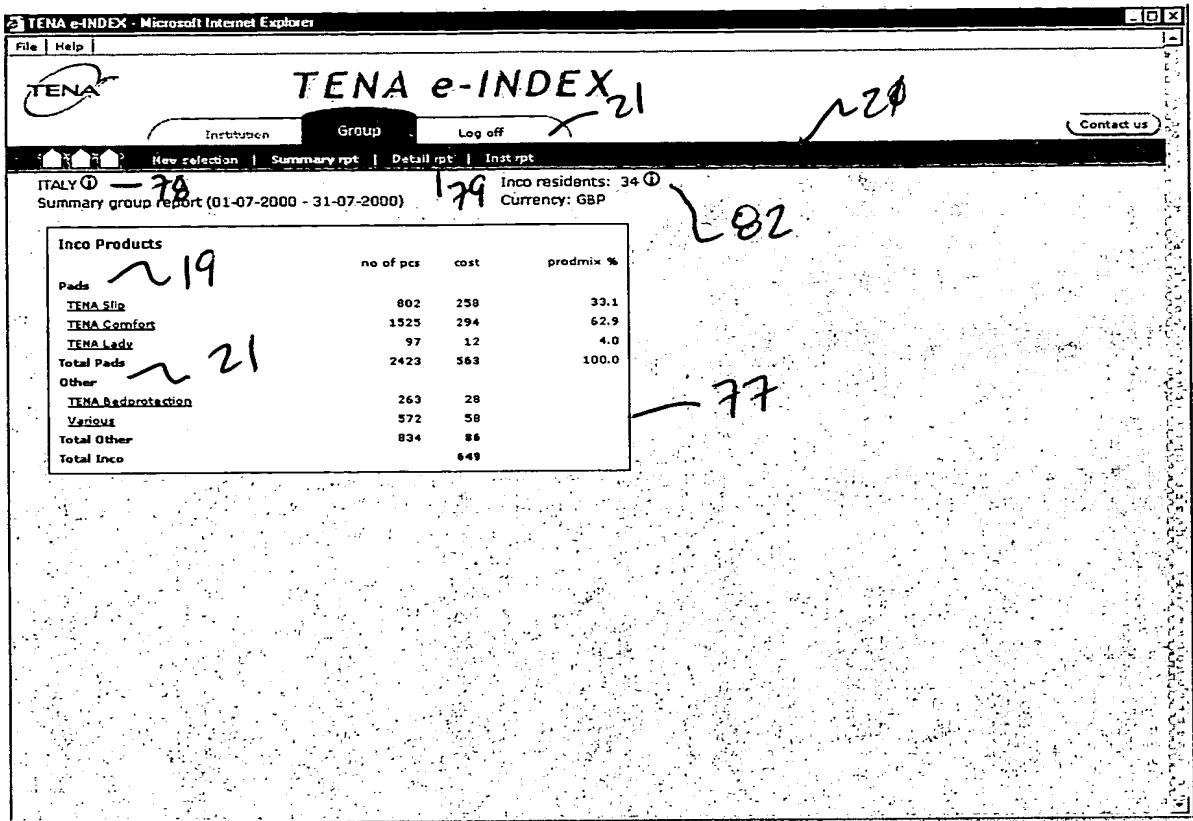 TENA e-INDEX - Microsoft Internet Explorer
File | Help |
TENA TENA e-INDEX 21 20
Institution Group Log off Contact us
New selection | Summary rpt | Detail rpt | Inst rpt
ITALY 78 79 Inco residents: 34
Summary group report (01-07-2000 - 31-07-2000) Currency: GBP 82
Inco Products
19 no of pcs cost prodmix %
Pads
TENA Slip 802 258 33.1
TENA Comfort 1525 294 62.9
TENA Lady 97 12 4.0
Total Pads 21 2423 563 100.0
Other 77
TENA Bedprotection 263 28
Various 572 58
Total Other 834 86
Total Inco 649